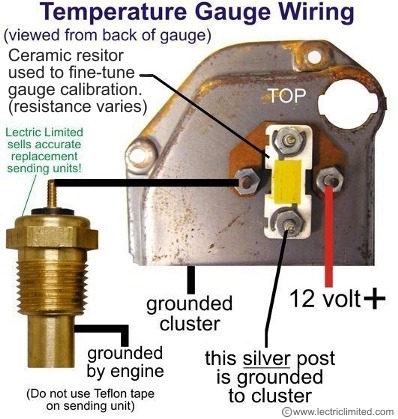 Temperature Gauge Wiring
(viewed from back of gauge)
Ceramic resitor
used to fine-tune
gauge calibration.
(resistance varies)
TOP
Lectric Limited
sells accurate
replacement
sending units!
grounded
cluster
12 volt +
grounded
by engine
this silver post
is grounded
to cluster
(Do not use Teflon tape
on sending unit)
©www.lectriclimited.com